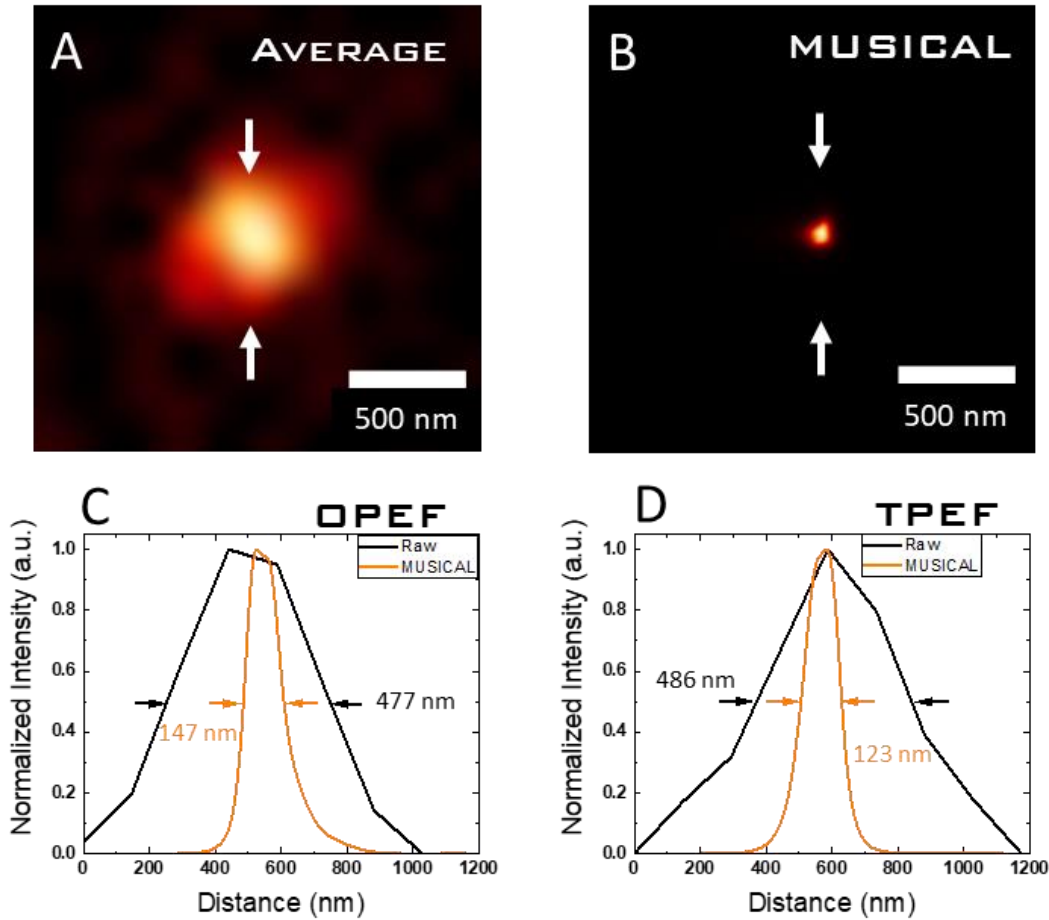 A
AVERAGE
500 nm
B
MUSICAL
500 nm
C
OPEF
Raw
MUSICAL
477 nm
147 nm
Normalized Intensity (a.u.)
1.0
0.8
0.6
0.4
0.2
0.0
0 200 400 600 800 1000 1200
Distance (nm)
D
TPEF
Raw
MUSICAL
486 nm
123 nm
Normalized Intensity (a.u.)
1.0
0.8
0.6
0.4
0.2
0.0
0 200 400 600 800 1000 1200
Distance (nm)